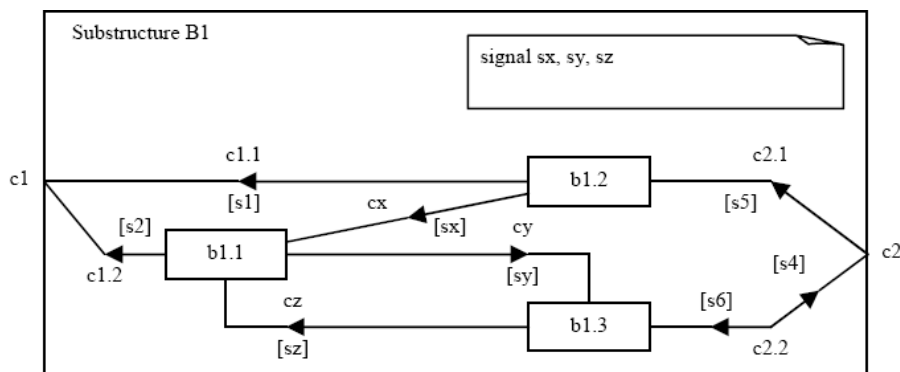 Substructure B1
signal sx, sy, sz
c1.1
c2.1
c1
b1.2
[s1]
cx
[s5]
[s2]
[sx]
cy
b1.1
c2
c1.2
[sy]
[s4]
cz
[s6]
b1.3
[sz]
c2.2